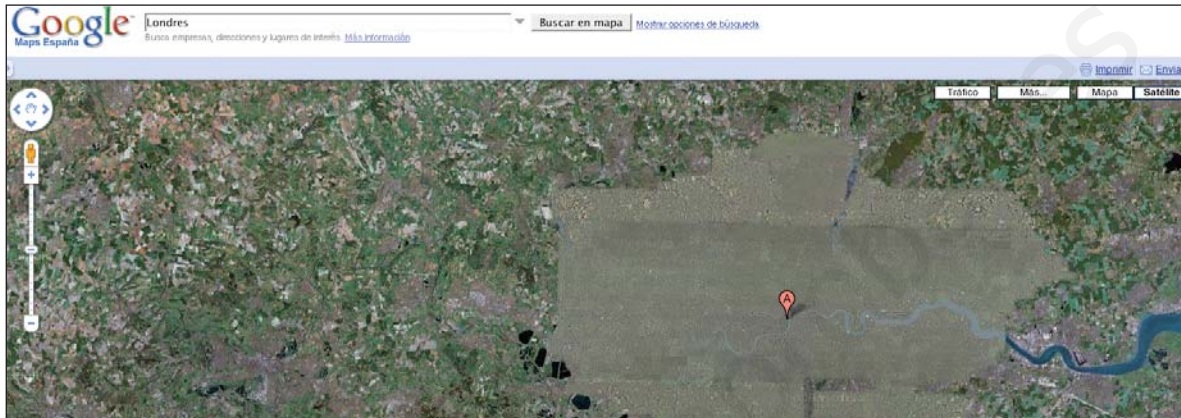 Google
Maps España
Londres
Buscar en mapa
Mostrar opciones de búsqueda
Busca empresas, direcciones y lugares de interés. Más información
Imprimir
Envia
Tráfico
Más...
Mapa
Satélite
A